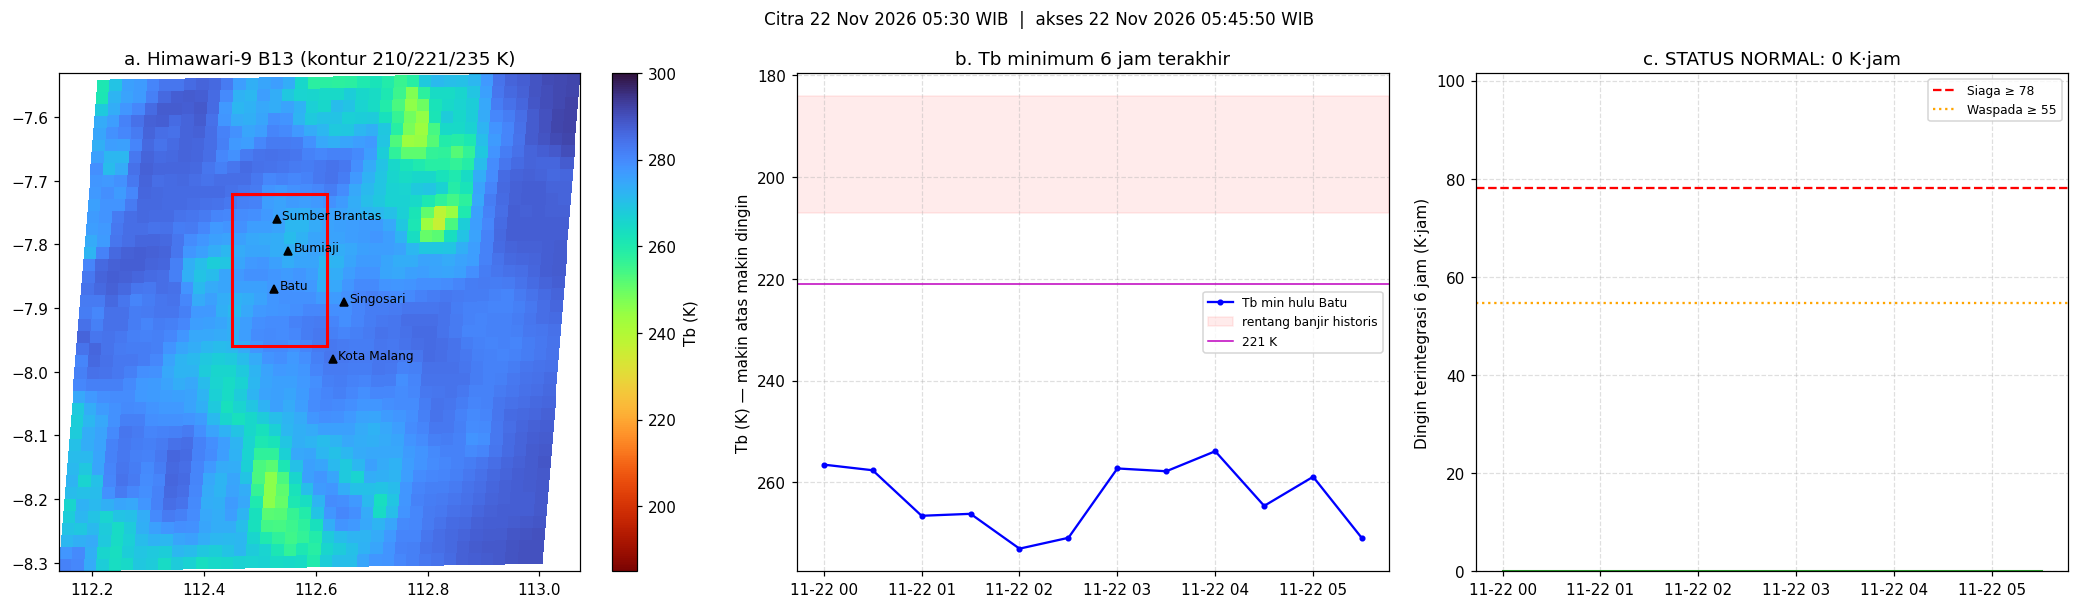 Citra 22 Nov 2026 05:30 WIB | akses 22 Nov 2026 05:45:50 WIB
a. Himawari-9 B13 (kontur 210/221/235 K)
−7.6
−7.7
−7.8
−7.9
−8.0
−8.1
−8.2
−8.3
112.2
112.4
112.6
112.8
113.0
Sumber Brantas
Bumiaji
Batu
Singosari
Kota Malang
300
280
260
240
220
200
Tb (K)
b. Tb minimum 6 jam terakhir
Tb (K) — makin atas makin dingin
180
200
220
240
260
Tb min hulu Batu
rentang banjir historis
221 K
11-22 00
11-22 01
11-22 02
11-22 03
11-22 04
11-22 05
c. STATUS NORMAL: 0 K·jam
Dingin terintegrasi 6 jam (K·jam)
100
80
60
40
20
0
Siaga ≥ 78
Waspada ≥ 55
11-22 00
11-22 01
11-22 02
11-22 03
11-22 04
11-22 05